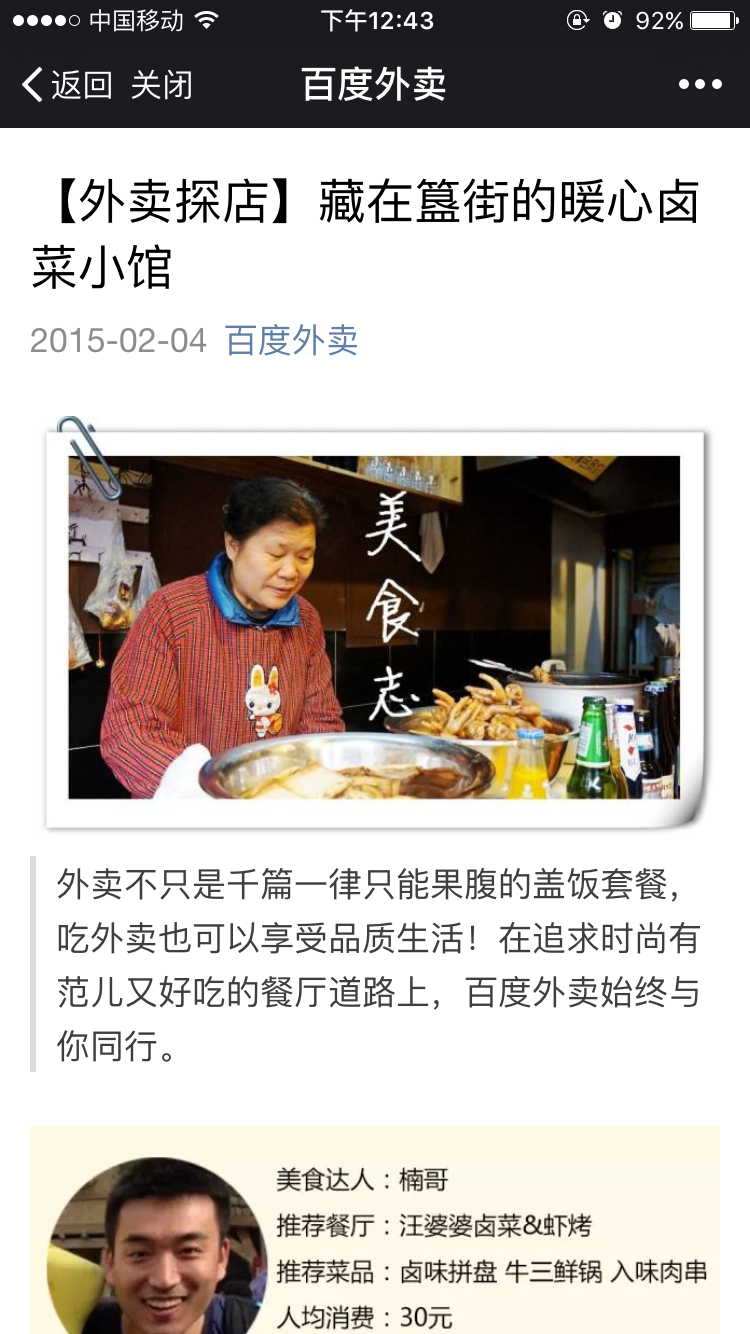 中国移动 下午12:43 92%
返回 关闭 百度外卖
【外卖探店】藏在簋街的暖心卤
菜小馆
2015-02-04 百度外卖
美食志
外卖不只是千篇一律只能果腹的盖饭套餐，
吃外卖也可以享受品质生活！在追求时尚有
范儿又好吃的餐厅道路上，百度外卖始终与
你同行。
美食达人：楠哥
推荐餐厅：汪婆婆卤菜&虾烤
推荐菜品：卤味拼盘 牛三鲜锅 入味肉串
人均消费：30元